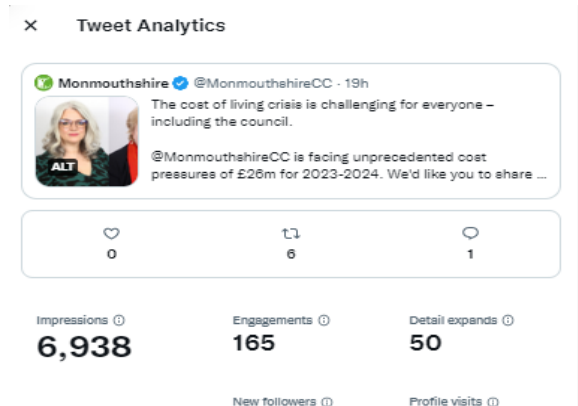 Tweet Analytics
Monmouthshire @MonmouthshireCC · 19h
The cost of living crisis is challenging for everyone –
including the council.
@MonmouthshireCC is facing unprecedented cost
pressures of £26m for 2023-2024. We'd like you to share ...
ALT
0 6 1
Impressions Engagements Detail expands
6,938 165 50
New followers Profile visits